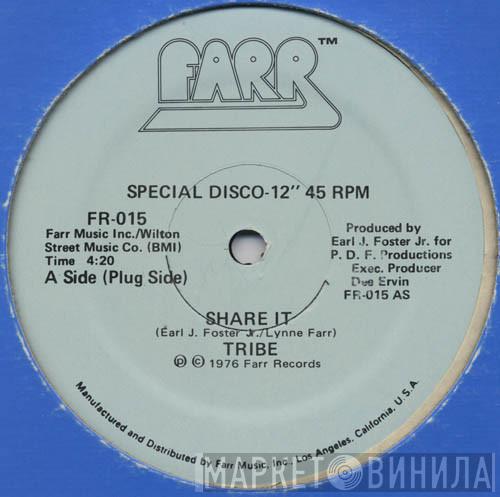 FARR™
SPECIAL DISCO-12" 45 RPM
FR-015
Farr Music Inc./Wilton
Street Music Co. (BMI)
Time 4:20
A Side (Plug Side)
Produced by
Earl J. Foster Jr. for
P. D. F. Productions
Exec. Producer
Dee Ervin
FR-015 AS
SHARE IT
(Earl J. Foster Jr./Lynne Farr)
TRIBE
℗ © 1976 Farr Records
Manufactured and Distributed by Farr Music, Inc., Los Angeles, California, U.S.A.
МАРКЕТ ВИНИЛА